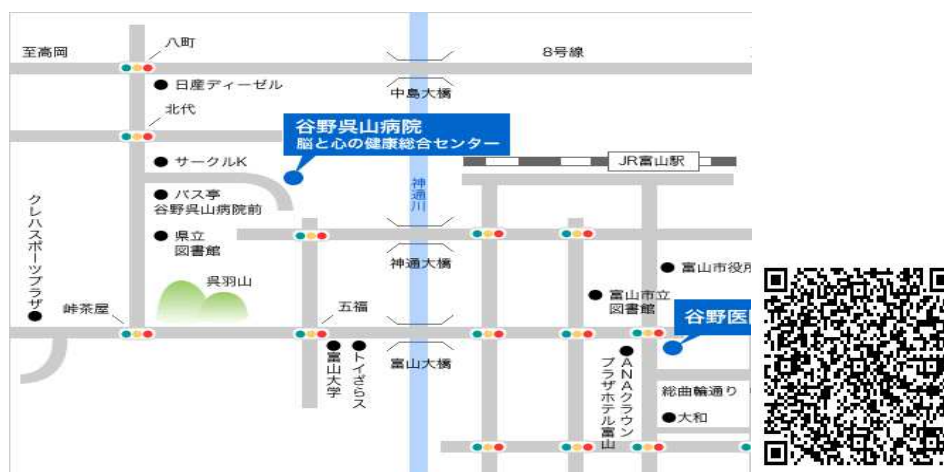 至高岡
八町
8号線
日産ディーゼル
中島大橋
北代
谷野呉山病院
脳と心の健康総合センター
サークルK
JR富山駅
神通川
バス亭
谷野呉山病院前
クレハスポーツプラザ
県立
図書館
神通大橋
呉羽山
富山市役所
富山市立
図書館
峠茶屋
五福
谷野医
富山大橋
富山大学
トイざらス
ANAクラウン
プラザホテル富山
総曲輪通り
大和